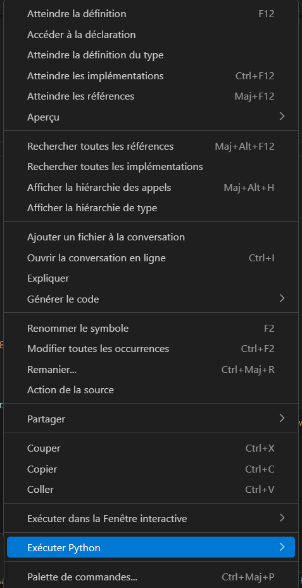 Atteindre la définition F12
Accéder à la déclaration
Atteindre la définition du type
Atteindre les implémentations Ctrl+F12
Atteindre les références Maj+F12
Aperçu
Rechercher toutes les références Maj+Alt+F12
Rechercher toutes les implémentations
Afficher la hiérarchie des appels Maj+Alt+H
Afficher la hiérarchie de type
Ajouter un fichier à la conversation
Ouvrir la conversation en ligne Ctrl+I
Expliquer
Générer le code
Renommer le symbole F2
Modifier toutes les occurrences Ctrl+F2
Remanier... Ctrl+Maj+R
Action de la source
Partager
Couper Ctrl+X
Copier Ctrl+C
Coller Ctrl+V
Exécuter dans la Fenêtre interactive
Exécuter Python
Palette de commandes... Ctrl+Maj+P